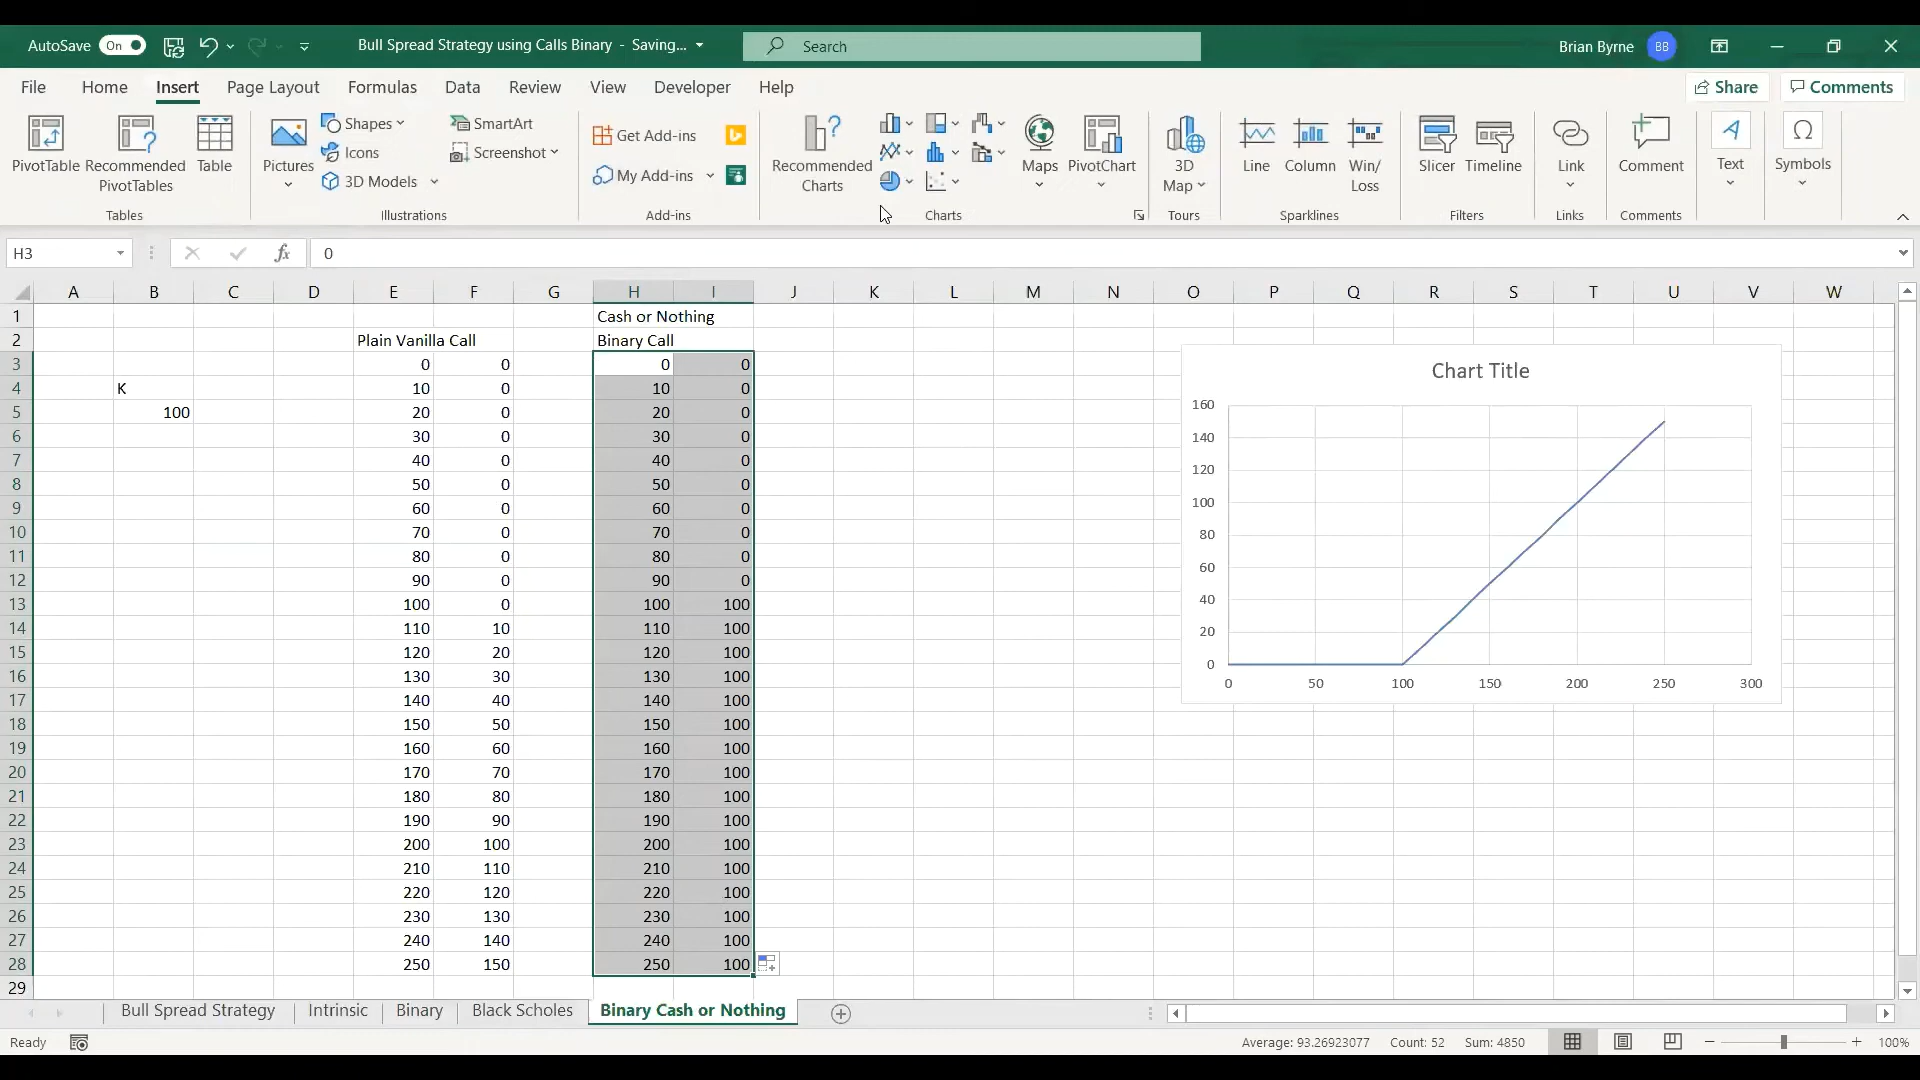 AutoSave On Bull Spread Strategy using Calls Binary - Saving... Search Brian Byrne BB
File Home Insert Page Layout Formulas Data Review View Developer Help Share Comments
PivotTable Recommended PivotTables Table Pictures Shapes Icons 3D Models SmartArt Screenshot Get Add-ins My Add-ins Recommended Charts Maps PivotChart 3D Map Line Column Win/Loss Slicer Timeline Link Comment Text Symbols
Tables Illustrations Add-ins Charts Tours Sparklines Filters Links Comments
H3 fx 0
A B C D E F G H I J K L M N O P Q R S T U V W
1 Cash or Nothing
2 Plain Vanilla Call Binary Call
3 0 0 0 0
4 K 10 0 10 0
5 100 20 0 20 0
6 30 0 30 0
7 40 0 40 0
8 50 0 50 0
9 60 0 60 0
10 70 0 70 0
11 80 0 80 0
12 90 0 90 0
13 100 0 100 100
14 110 10 110 100
15 120 20 120 100
16 130 30 130 100
17 140 40 140 100
18 150 50 150 100
19 160 60 160 100
20 170 70 170 100
21 180 80 180 100
22 190 90 190 100
23 200 100 200 100
24 210 110 210 100
25 220 120 220 100
26 230 130 230 100
27 240 140 240 100
28 250 150 250 100
29
Chart Title
160
140
120
100
80
60
40
20
0
0 50 100 150 200 250 300
Bull Spread Strategy Intrinsic Binary Black Scholes Binary Cash or Nothing
Ready Average: 93.26923077 Count: 52 Sum: 4850 100%